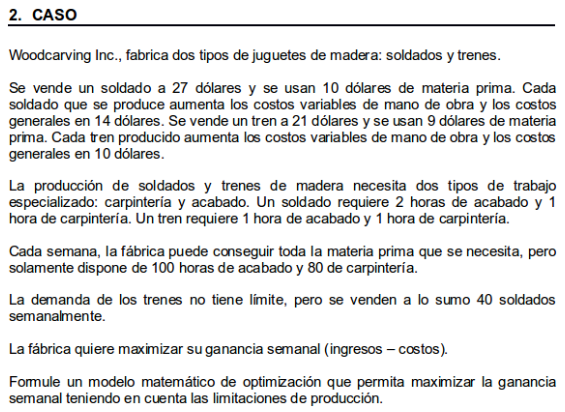 2. CASO
Woodcarving Inc., fabrica dos tipos de juguetes de madera: soldados y trenes.
Se vende un soldado a 27 dólares y se usan 10 dólares de materia prima. Cada
soldado que se produce aumenta los costos variables de mano de obra y los costos
generales en 14 dólares. Se vende un tren a 21 dólares y se usan 9 dólares de materia
prima. Cada tren producido aumenta los costos variables de mano de obra y los costos
generales en 10 dólares.
La producción de soldados y trenes de madera necesita dos tipos de trabajo
especializado: carpintería y acabado. Un soldado requiere 2 horas de acabado y 1
hora de carpintería. Un tren requiere 1 hora de acabado y 1 hora de carpintería.
Cada semana, la fábrica puede conseguir toda la materia prima que se necesita, pero
solamente dispone de 100 horas de acabado y 80 de carpintería.
La demanda de los trenes no tiene límite, pero se venden a lo sumo 40 soldados
semanalmente.
La fábrica quiere maximizar su ganancia semanal (ingresos – costos).
Formule un modelo matemático de optimización que permita maximizar la ganancia
semanal teniendo en cuenta las limitaciones de producción.